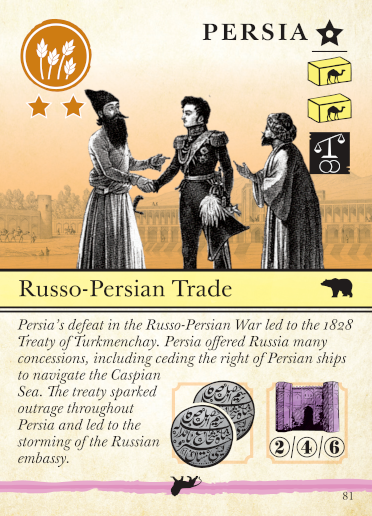 PERSIA
Russo-Persian Trade
Persia's defeat in the Russo-Persian War led to the 1828
Treaty of Turkmenchay. Persia offered Russia many
concessions, including ceding the right of Persian ships
to navigate the Caspian
Sea. The treaty sparked
outrage throughout
Persia and led to the
storming of the Russian
embassy.
2/4/6
81